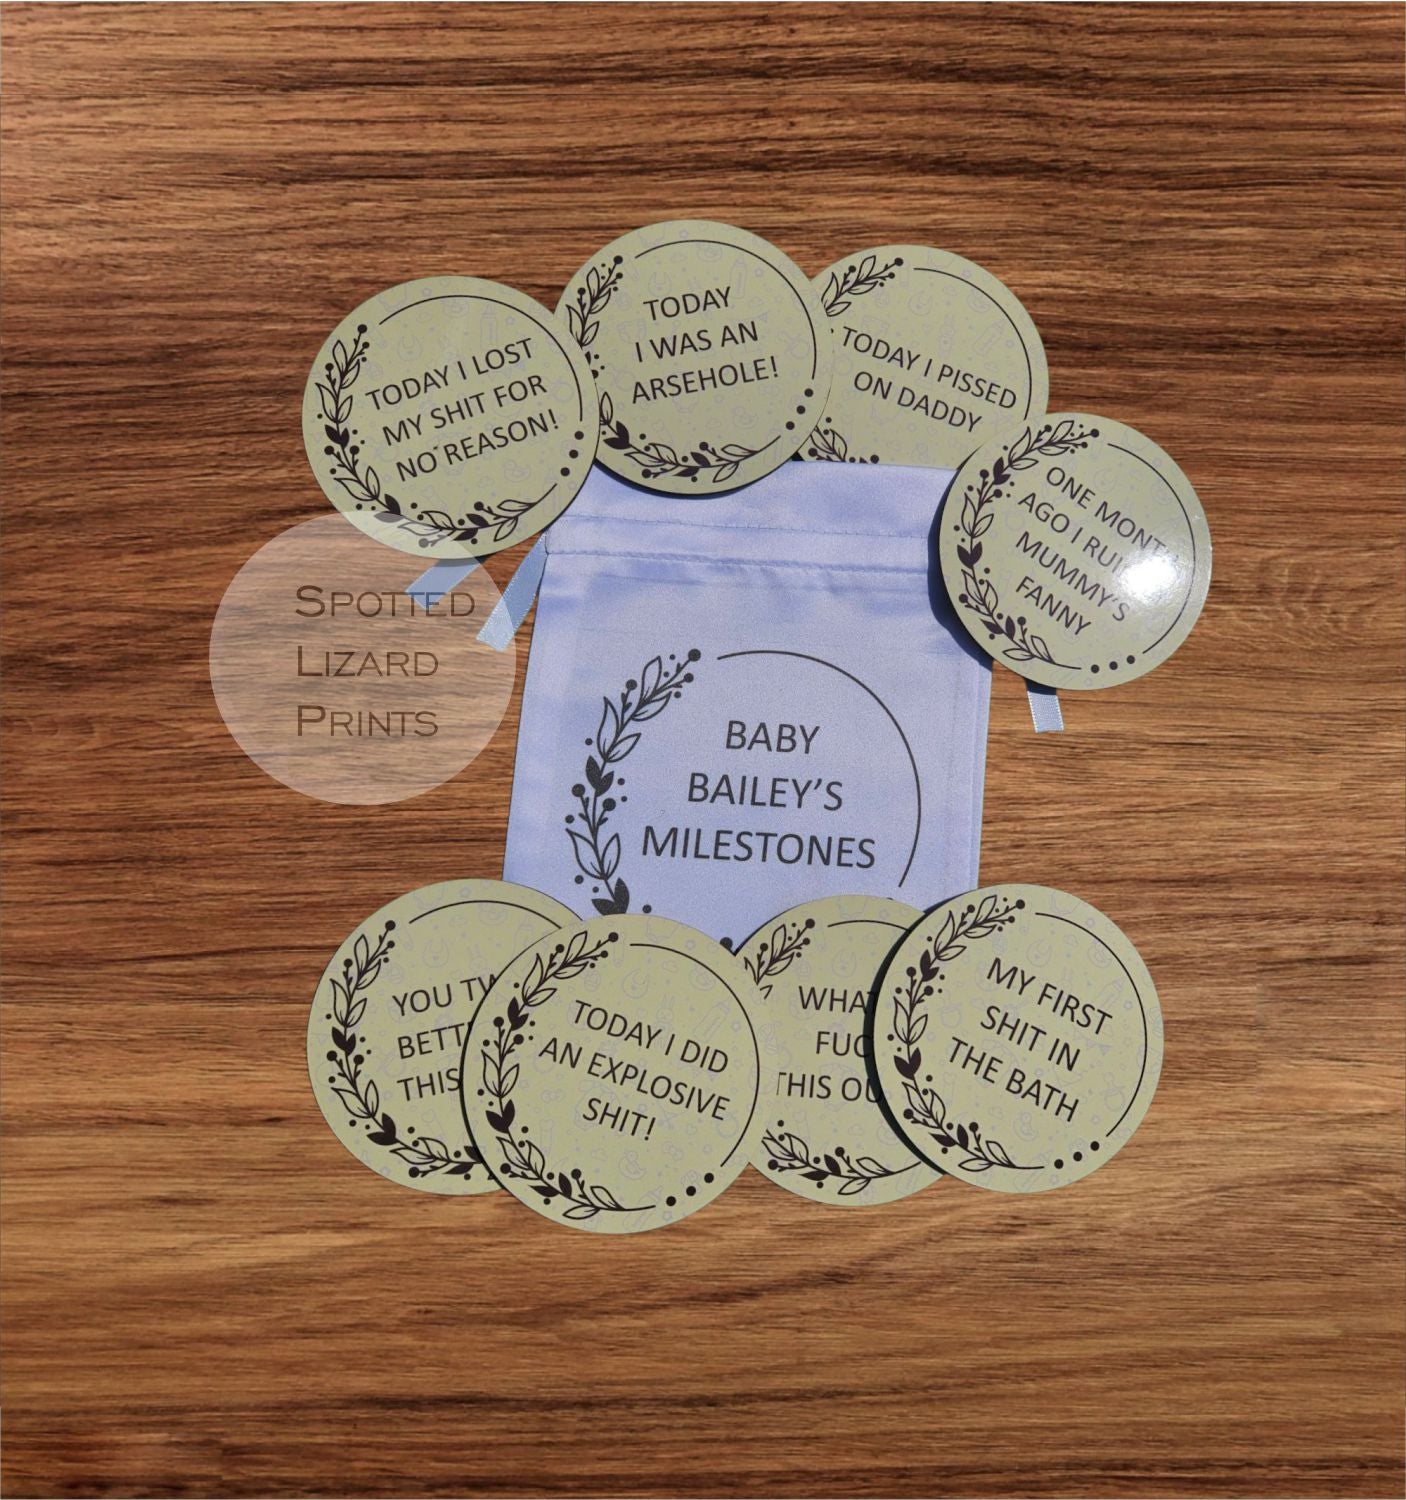 TODAY I LOST
MY SHIT FOR
NO REASON!
TODAY
I WAS AN
ARSEHOLE!
TODAY I PISSED
ON DADDY
ONE
AGO I
MUMMY'S
FANNY
SPOTTED
LIZARD
PRINTS
BABY
BAILEY'S
MILESTONES
YOU
THIS
TODAY I DID
AN EXPLOSIVE
SHIT!
THIS
MY FIRST
SHIT IN
THE BATH